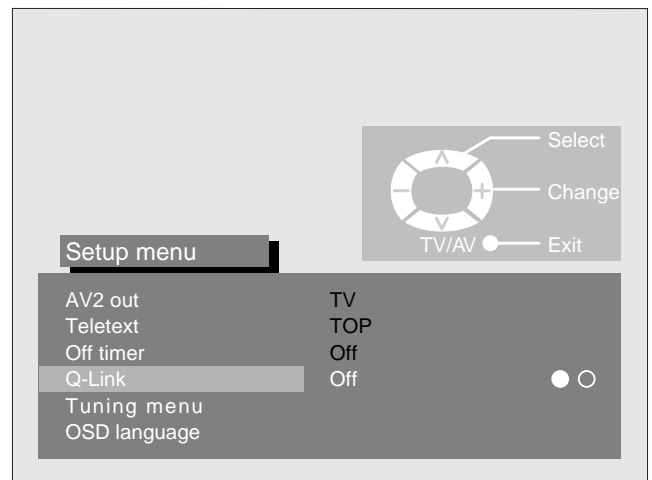 Select
Change
TV/AV Exit
Setup menu
AV2 out TV
Teletext TOP
Off timer Off
Q-Link Off
Tuning menu
OSD language